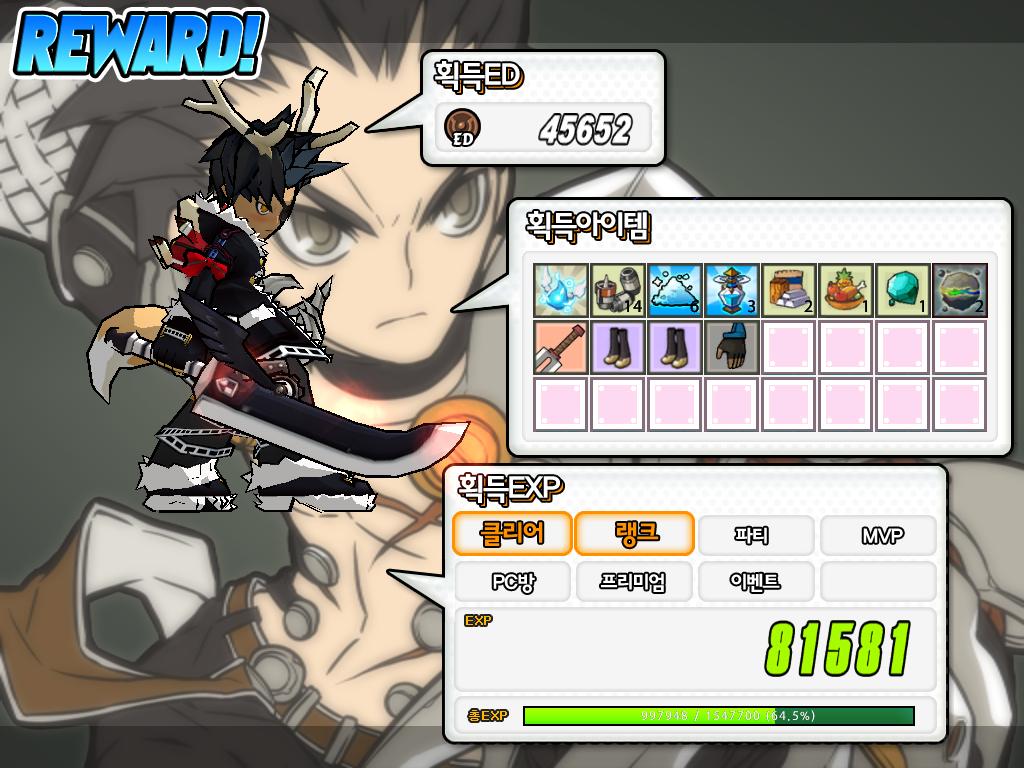 REWARD!
획득ED
ED 45652
획득아이템
14 6 3 2 1 1 2
획득EXP
클리어 랭크 파티 MVP
PC방 프리미엄 이벤트
EXP
81581
총EXP 997948 / 1547700 (64.5%)